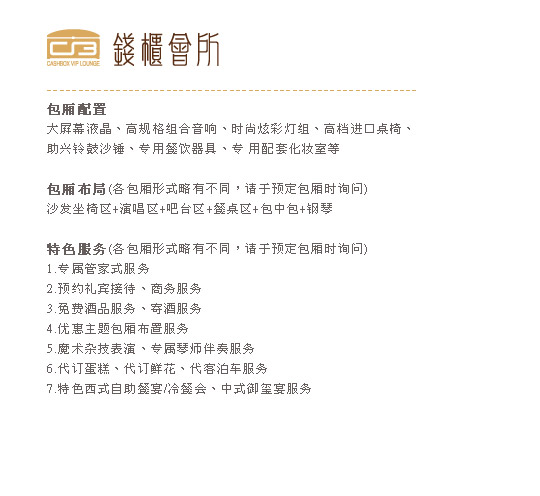 CASHBOX VIP LOUNGE
錢櫃會所
包厢配置
大屏幕液晶、高规格组合音响、时尚炫彩灯组、高档进口桌椅、
助兴铃鼓沙锤、专用餐饮器具、专 用配套化妆室等
包厢布局(各包厢形式略有不同，请于预定包厢时询问)
沙发坐椅区+演唱区+吧台区+餐桌区+包中包+钢琴
特色服务(各包厢形式略有不同，请于预定包厢时询问)
1.专属管家式服务
2.预约礼宾接待、商务服务
3.免费酒品服务、寄酒服务
4.优惠主题包厢布置服务
5.魔术杂技表演、专属琴师伴奏服务
6.代订蛋糕、代订鲜花、代客泊车服务
7.特色西式自助餐宴/冷餐会、中式御玺宴服务